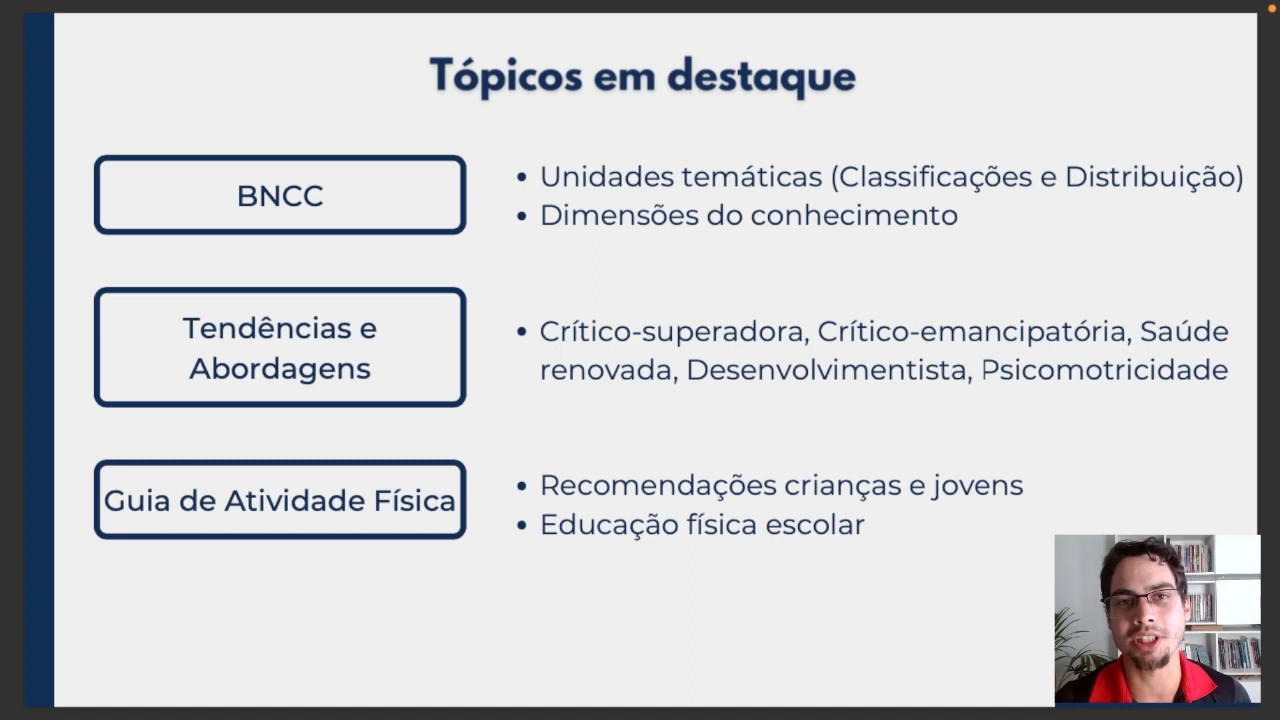 Tópicos em destaque
BNCC
• Unidades temáticas (Classificações e Distribuição)
• Dimensões do conhecimento
Tendências e
Abordagens
• Crítico-superadora, Crítico-emancipatória, Saúde
renovada, Desenvolvimentista, Psicomotricidade
Guia de Atividade Física
• Recomendações crianças e jovens
• Educação física escolar